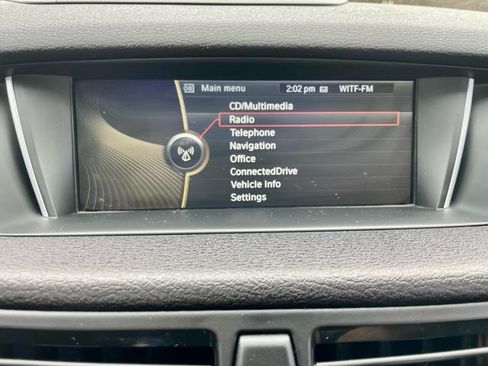 Main menu 2:02 pm WITF-FM
CD/Multimedia
Radio
Telephone
Navigation
Office
ConnectedDrive
Vehicle Info
Settings